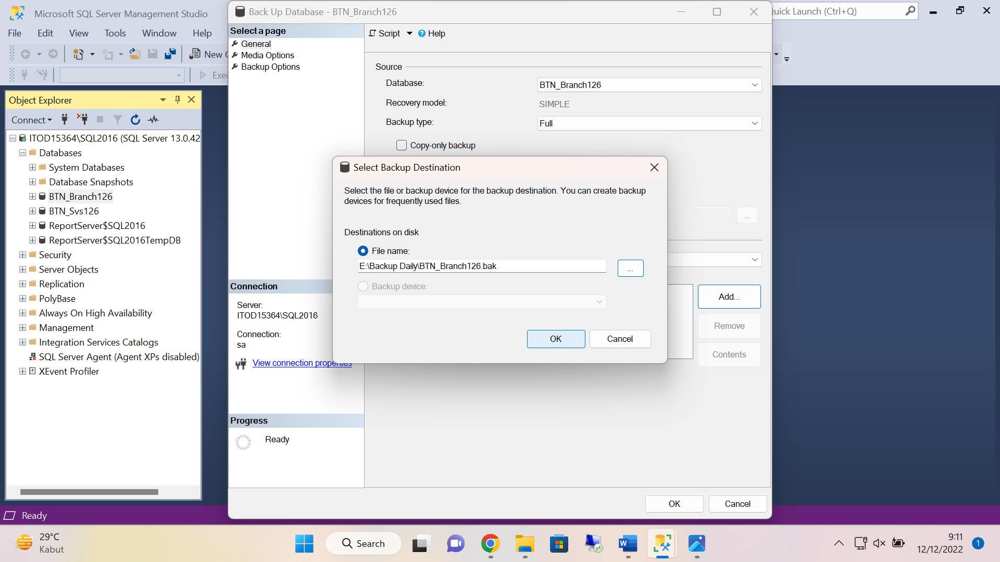 Microsoft SQL Server Management Studio
Back Up Database - BTN_Branch126
Quick Launch (Ctrl+Q)
File Edit View Tools Window Help
New
Exec
Object Explorer
Connect
ITOD15364\SQL2016 (SQL Server 13.0.42
Databases
System Databases
Database Snapshots
BTN_Branch126
BTN_Svs126
ReportServer$SQL2016
ReportServer$SQL2016TempDB
Security
Server Objects
Replication
PolyBase
Always On High Availability
Management
Integration Services Catalogs
SQL Server Agent (Agent XPs disabled)
XEvent Profiler
Select a page
General
Media Options
Backup Options
Script Help
Source
Database: BTN_Branch126
Recovery model: SIMPLE
Backup type: Full
Copy-only backup
...
Select Backup Destination
Select the file or backup device for the backup destination. You can create backup
devices for frequently used files.
Destinations on disk
File name:
E:\Backup Daily\BTN_Branch126.bak
...
Backup device:
OK Cancel
Add...
Remove
Contents
Connection
Server:
ITOD15364\SQL2016
Connection:
sa
View connection properties
Progress
Ready
OK Cancel
Ready
29°C
Kabut
Search
9:11
12/12/2022
1